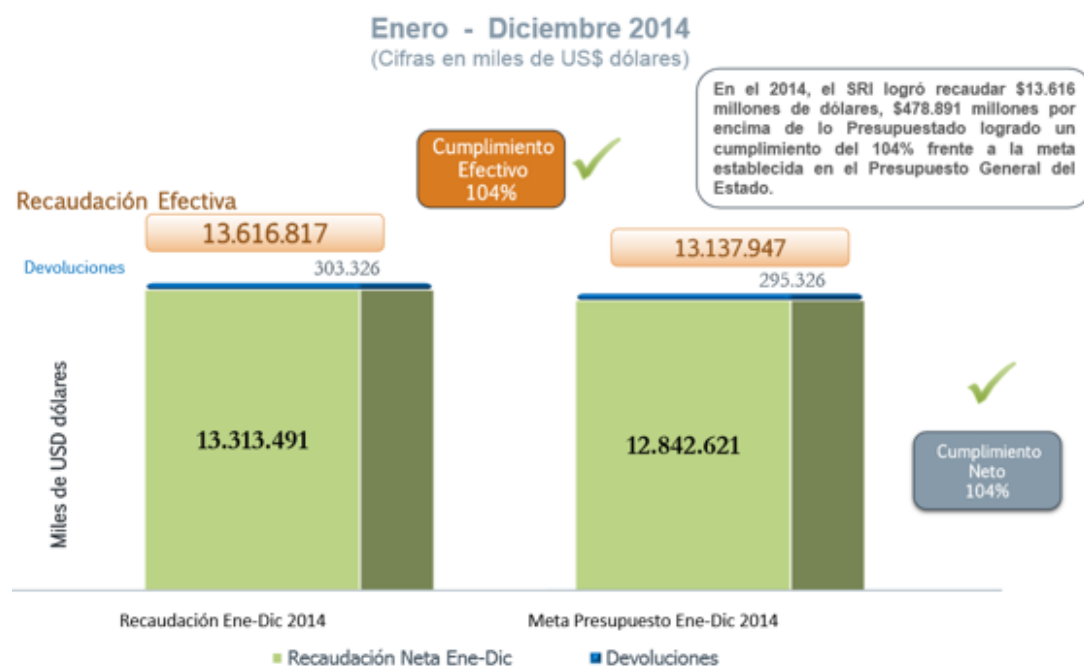 Enero - Diciembre 2014
(Cifras en miles de US$ dólares)
En el 2014, el SRI logró recaudar $13.616
millones de dólares, $478.891 millones por
encima de lo Presupuestado logrado un
cumplimiento del 104% frente a la meta
establecida en el Presupuesto General del
Estado.
Cumplimiento
Efectivo
104%
Recaudación Efectiva
13.616.817
13.137.947
Devoluciones
303.326
295.326
Miles de USD dólares
13.313.491
12.842.621
Cumplimiento
Neto
104%
Recaudación Ene-Dic 2014
Meta Presupuesto Ene-Dic 2014
Recaudación Neta Ene-Dic
Devoluciones